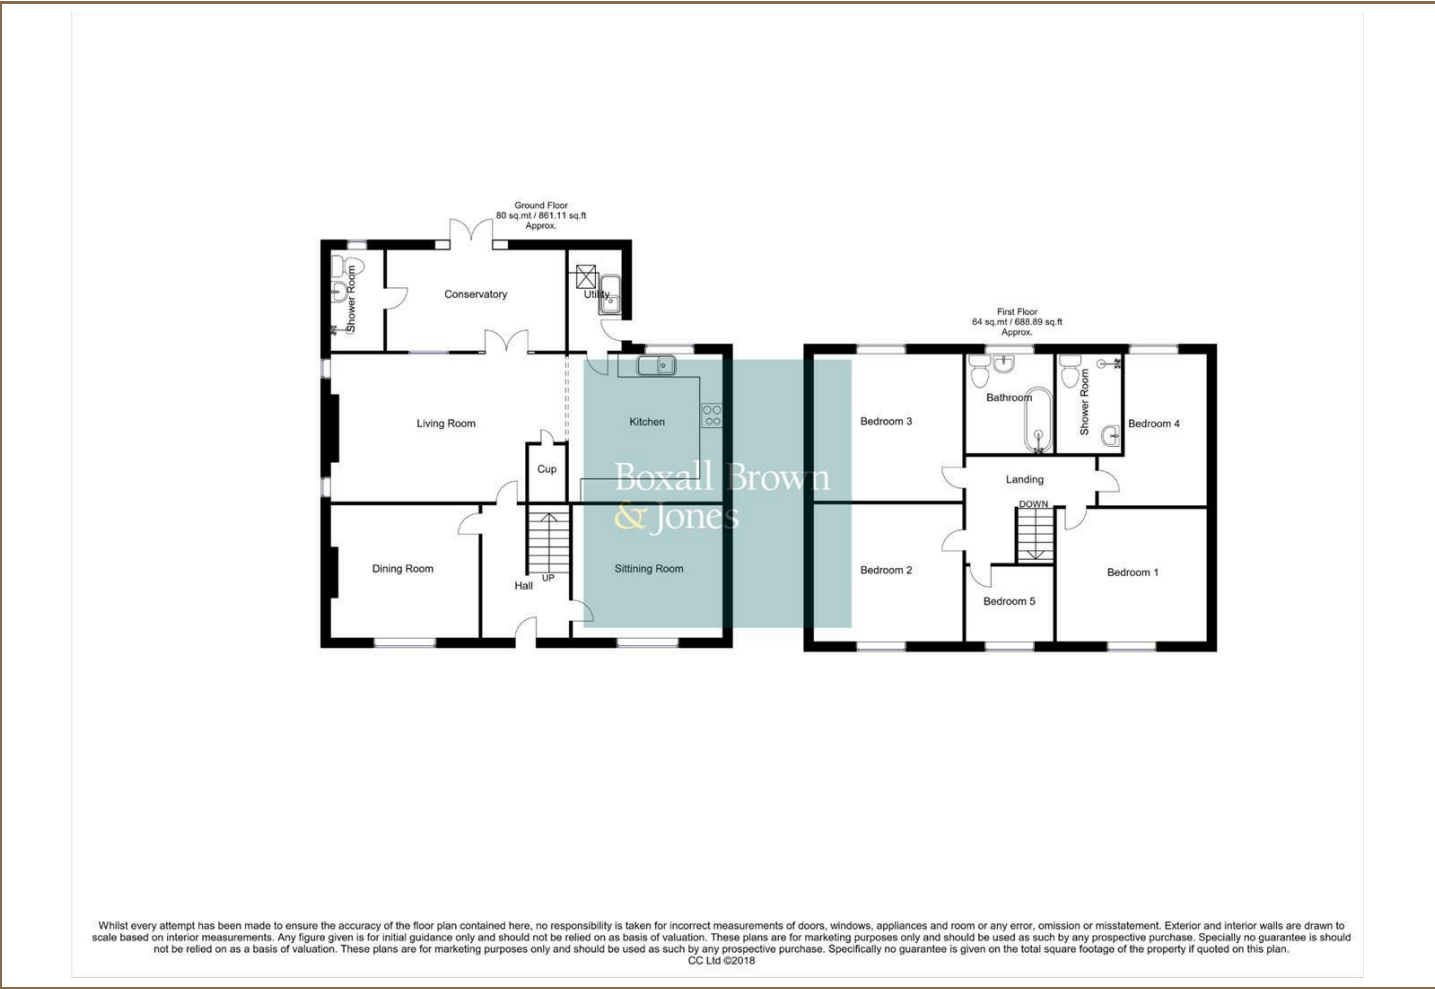 Ground Floor
80 sq.mt / 861.11 sq.ft
Approx.
Shower Room
Conservatory
Utility
Living Room
Kitchen
Cup
Dining Room
Hall
UP
Sittining Room
First Floor
64 sq.mt / 688.89 sq.ft
Approx.
Bedroom 3
Bathroom
Shower Room
Bedroom 4
Landing
DOWN
Bedroom 2
Bedroom 5
Bedroom 1
Boxall Brown
& Jones
Whilst every attempt has been made to ensure the accuracy of the floor plan contained here, no responsibility is taken for incorrect measurements of doors, windows, appliances and room or any error, omission or misstatement. Exterior and interior walls are drawn to
scale based on interior measurements. Any figure given is for initial guidance only and should not be relied on as basis of valuation. These plans are for marketing purposes only and should be used as such by any prospective purchase. Specially no guarantee is should
not be relied on as a basis of valuation. These plans are for marketing purposes only and should be used as such by any prospective purchase. Specifically no guarantee is given on the total square footage of the property if quoted on this plan.
CC Ltd ©2018